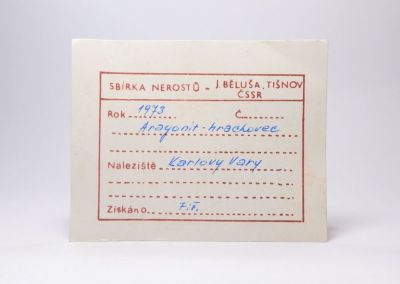 SBÍRKA NEROSTŮ - J. BĚLUŠA, TIŠNOV
ČSSR
Rok 1973 Č.
Aragonit-hrachovec
Naleziště Karlovy Vary
Získáno